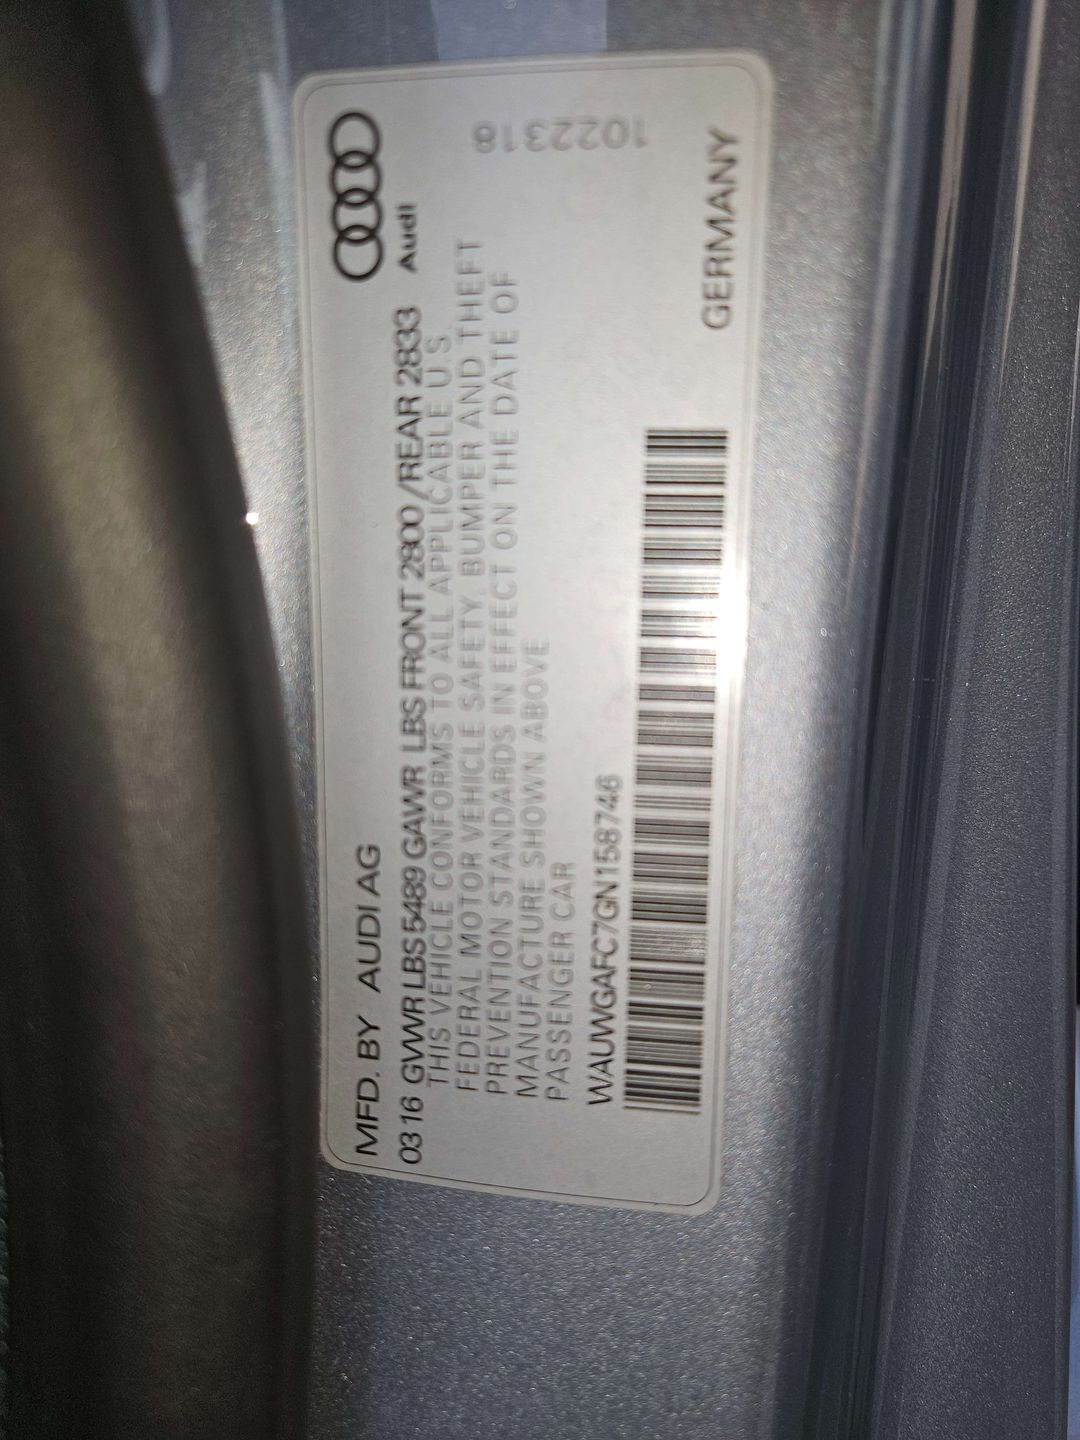 MFD. BY AUDI AG
Audi
03 16 GWWR LBS 5489 GAWR LBS FRONT 2800 / REAR 2833
THIS VEHICLE CONFORMS TO ALL APPLICABLE U.S.
FEDERAL MOTOR VEHICLE SAFETY, BUMPER AND THEFT
PREVENTION STANDARDS IN EFFECT ON THE DATE OF
MANUFACTURE SHOWN ABOVE
PASSENGER CAR
WAUWGAFC7GN158746
1022318
GERMANY